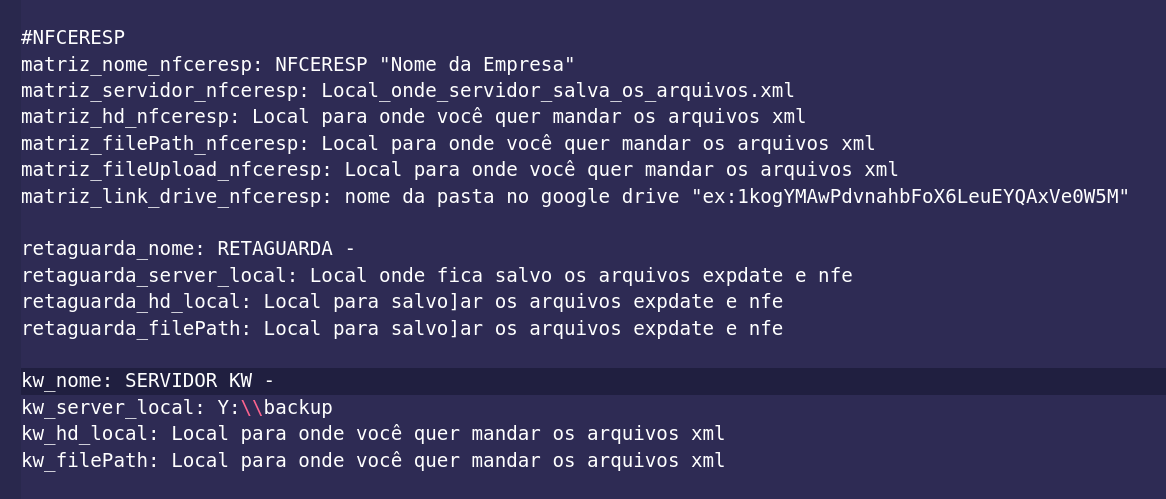 #NFCERESP
matriz_nome_nfceresp: NFCERESP "Nome da Empresa"
matriz_servidor_nfceresp: Local_onde_servidor_salva_os_arquivos.xml
matriz_hd_nfceresp: Local para onde você quer mandar os arquivos xml
matriz_filePath_nfceresp: Local para onde você quer mandar os arquivos xml
matriz_fileUpload_nfceresp: Local para onde você quer mandar os arquivos xml
matriz_link_drive_nfceresp: nome da pasta no google drive "ex:1kogYMAwPdvnahbFoX6LeuEYQAxVe0W5M"
retaguarda_nome: RETAGUARDA -
retaguarda_server_local: Local onde fica salvo os arquivos expdate e nfe
retaguarda_hd_local: Local para salvo]ar os arquivos expdate e nfe
retaguarda_filePath: Local para salvo]ar os arquivos expdate e nfe
kw_nome: SERVIDOR KW -
kw_server_local: Y:\\backup
kw_hd_local: Local para onde você quer mandar os arquivos xml
kw_filePath: Local para onde você quer mandar os arquivos xml